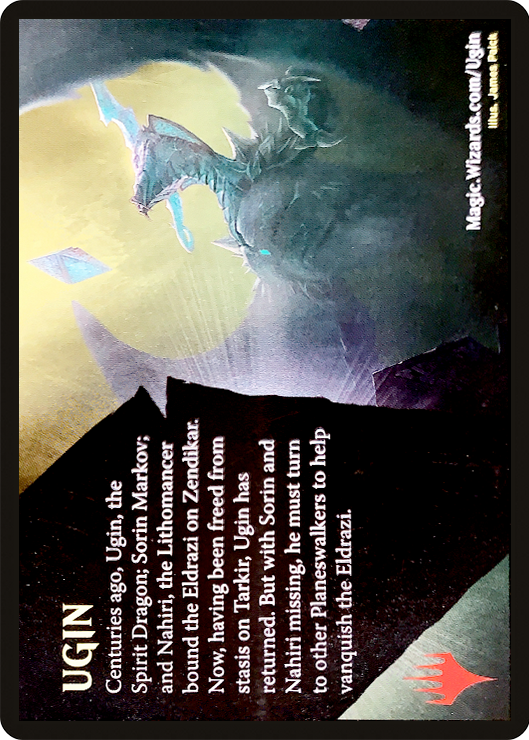 UGIN
Centuries ago, Ugin, the
Spirit Dragon; Sorin Markov;
and Nahiri, the Lithomancer
bound the Eldrazi on Zendikar.
Now, having been freed from
stasis on Tarkir, Ugin has
returned. But with Sorin and
Nahiri missing, he must turn
to other Planeswalkers to help
vanquish the Eldrazi.
Magic.Wizards.com/Ugin
Illus. James Paick